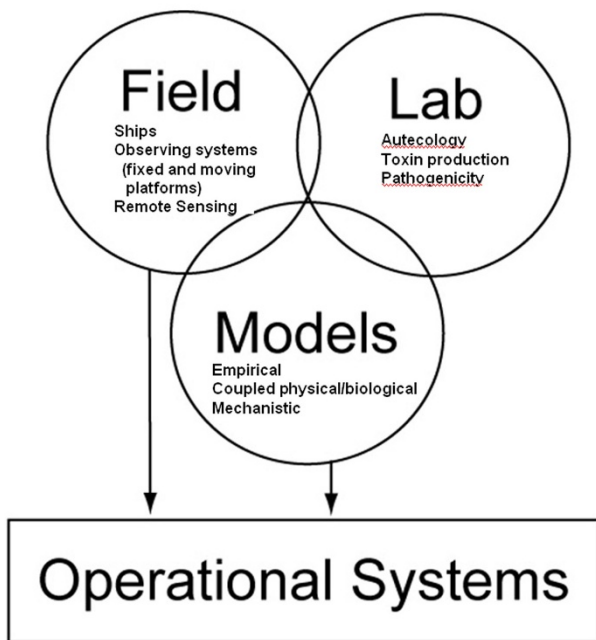 Field
Ships
Observing systems
(fixed and moving
platforms)
Remote Sensing
Lab
Autecology
Toxin production
Pathogenicity
Models
Empirical
Coupled physical/biological
Mechanistic
Operational Systems